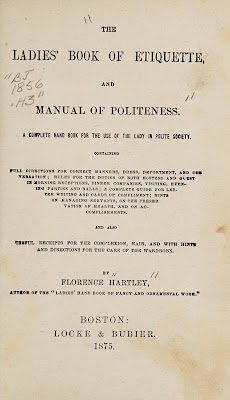 THE
LADIES' BOOK OF ETIQUETTE,
AND
MANUAL OF POLITENESS.
A COMPLETE HAND BOOK FOR THE USE OF THE LADY IN POLITE SOCIETY.
CONTAINING
FULL DIRECTIONS FOR CORRECT MANNERS, DRESS, DEPORTMENT, AND CON-
VERSATION; RULES FOR THE DUTIES OF BOTH HOSTESS AND GUEST
IN MORNING RECEPTIONS, DINNER COMPANIES, VISITING, EVEN-
ING PARTIES AND BALLS; A COMPLETE GUIDE FOR LET-
TER WRITING AND CARDS OF COMPLIMENT; HINTS
ON MANAGING SERVANTS, ON THE PRESER-
VATION OF HEALTH, AND ON AC-
COMPLISHMENTS.
AND ALSO
USEFUL RECEIPTS FOR THE COMPLEXION, HAIR, AND WITH HINTS
AND DIRECTIONS FOR THE CARE OF THE WARDROBE.
BY
FLORENCE HARTLEY,
AUTHOR OF THE "LADIES' HAND BOOK OF FANCY AND ORNAMENTAL WORK."
BOSTON:
LOCKE & BUBIER.
1875.
"BJ
1856
.H3"